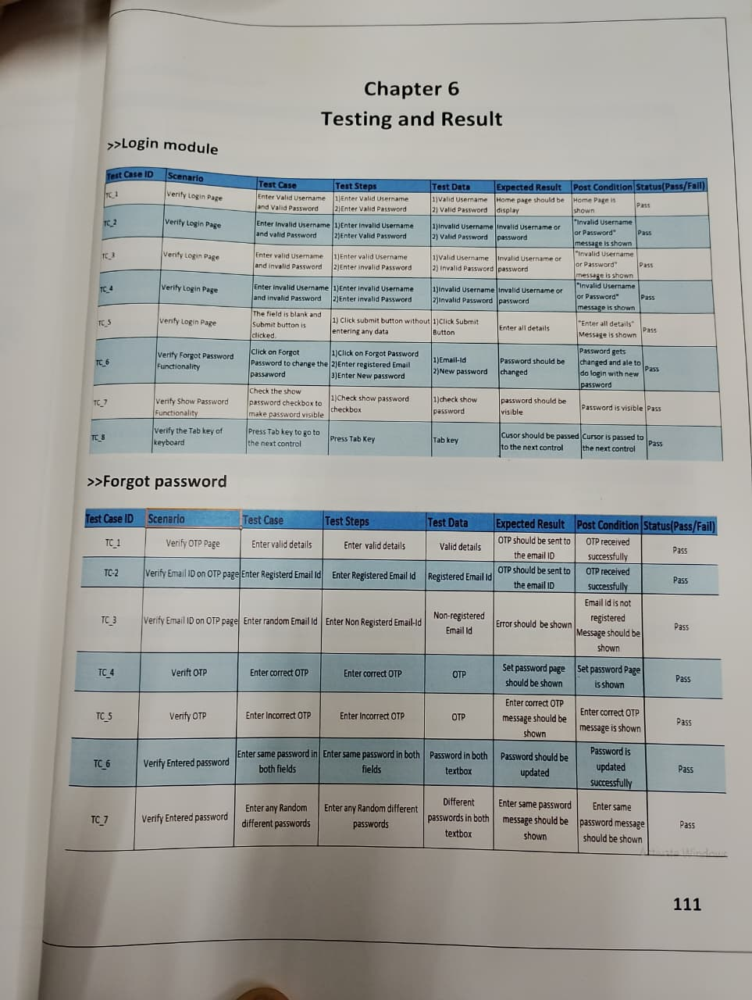 Chapter 6
Testing and Result
>>Login module
Test Case ID Scenario Test Case Test Steps Test Data Expected Result Post Condition Status(Pass/Fail)
TC_1 Verify Login Page Enter Valid Username 1)Enter Valid Username 1)Valid Username Home page should be Home Page is Pass
and Valid Password 2)Enter Valid Password 2) Valid Password display shown
TC_2 Verify Login Page Enter Invalid Username 1)Enter Invalid Username 1)Invalid Username Invalid Username or "Invalid Username Pass
and valid Password 2)Enter Valid Password 2) Valid Password password or Password"
message is shown
TC_3 Verify Login Page Enter valid Username 1)Enter valid Username 1)Valid Username Invalid Username or "Invalid Username Pass
and invalid Password 2)Enter invalid Password 2) Invalid Password password or Password"
message is shown
TC_4 Verify Login Page Enter Invalid Username 1)Enter invalid Username 1)Invalid Username Invalid Username or "Invalid Username Pass
and invalid Password 2)Enter Invalid Password 2)Invalid Password password or Password"
message is shown
TC_5 Verify Login Page The field is blank and 1) Click submit button without 1)Click Submit Enter all details "Enter all details" Pass
Submit button is entering any data Button Message is shown
clicked.
TC_6 Verify Forgot Password Click on Forgot 1)Click on Forgot Password 1)Email-Id Password should be Password gets Pass
Functionality Password to change the 2)Enter registered Email 2)New password changed changed and ale to
passaword 3)Enter New password do login with new
password
TC_7 Verify Show Password Check the show 1)Check show password 1)check show password should be Password is visible Pass
Functionality password checkbox to checkbox password visible
make password visible
TC_8 Verify the Tab key of Press Tab key to go to Press Tab Key Tab key Cusor should be passed Cursor is passed to Pass
keyboard the next control to the next control the next control
>>Forgot password
Test Case ID Scenario Test Case Test Steps Test Data Expected Result Post Condition Status(Pass/Fail)
TC_1 Verify OTP Page Enter valid details Enter valid details Valid details OTP should be sent to OTP received Pass
the email ID successfully
TC-2 Verify Email ID on OTP page Enter Registerd Email Id Enter Registered Email Id Registered Email Id OTP should be sent to OTP received Pass
the email ID successfully
TC_3 Verify Email ID on OTP page Enter random Email Id Enter Non Registerd Email-Id Non-registered Error should be shown Email Id is not Pass
Email Id registered
Message should be
shown
TC_4 Verift OTP Enter correct OTP Enter correct OTP OTP Set password page Set password Page Pass
should be shown is shown
TC_5 Verify OTP Enter Incorrect OTP Enter Incorrect OTP OTP Enter correct OTP Enter correct OTP Pass
message should be message is shown
shown
TC_6 Verify Entered password Enter same password in Enter same password in both Password in both Password should be Password is Pass
both fields fields textbox updated updated
successfully
TC_7 Verify Entered password Enter any Random Enter any Random different Different Enter same password Enter same Pass
different passwords passwords passwords in both message should be password message
textbox shown should be shown
Activate Windows
111